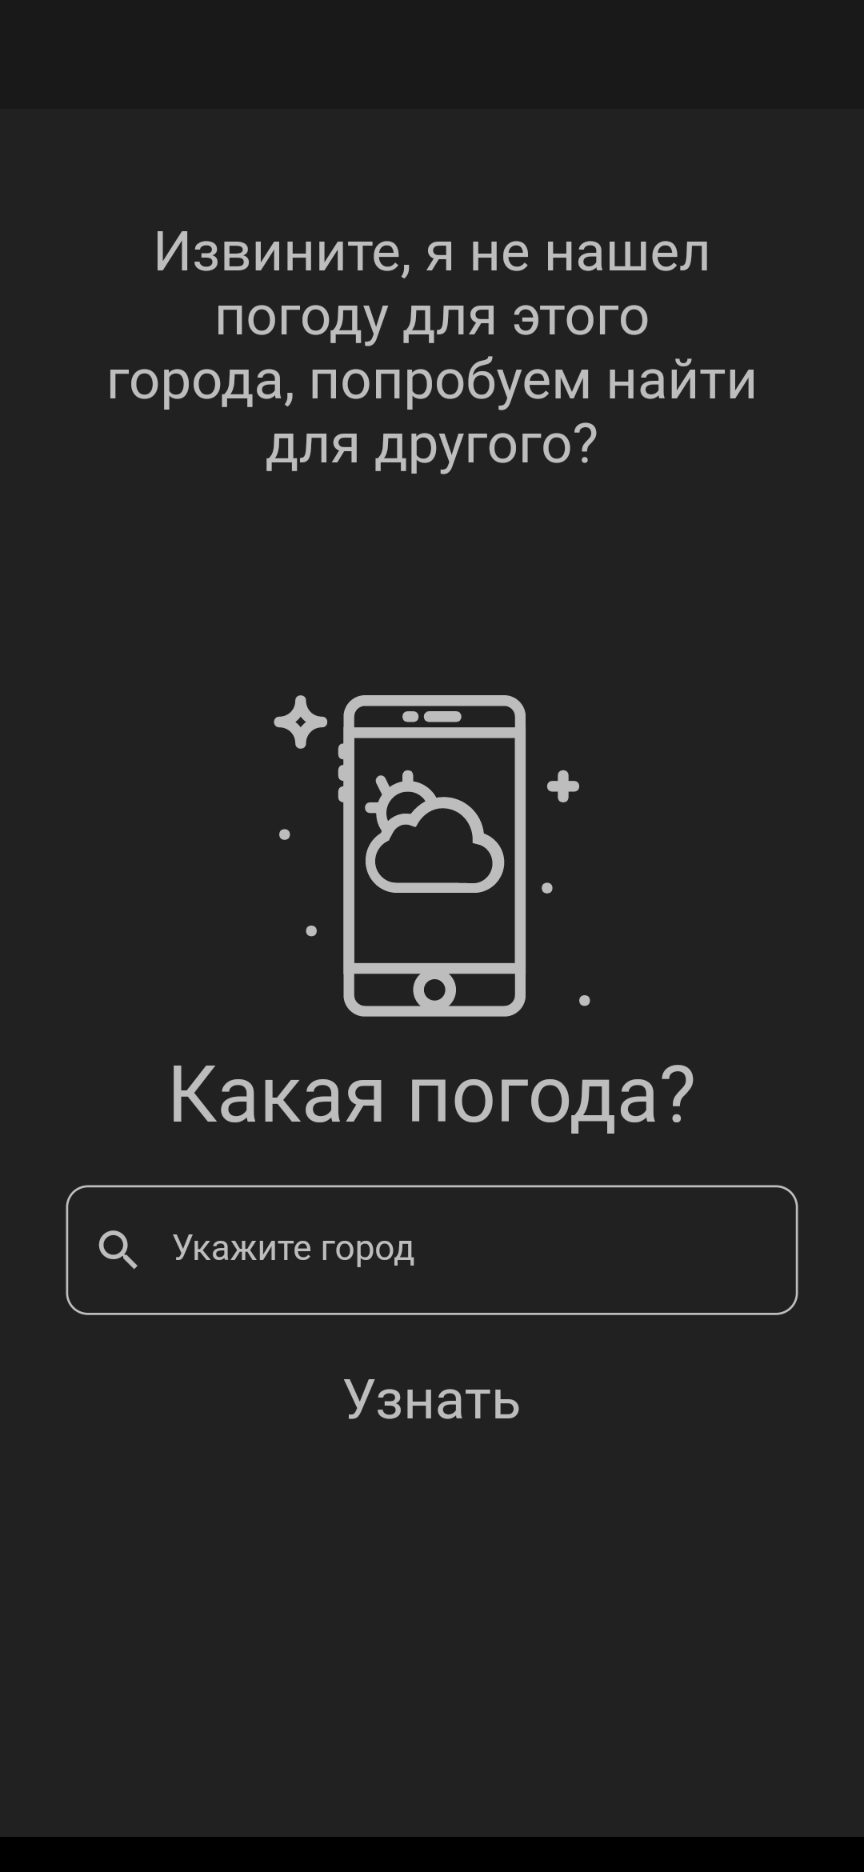 Извините, я не нашел
погоду для этого
города, попробуем найти
для другого?
Какая погода?
Укажите город
Узнать